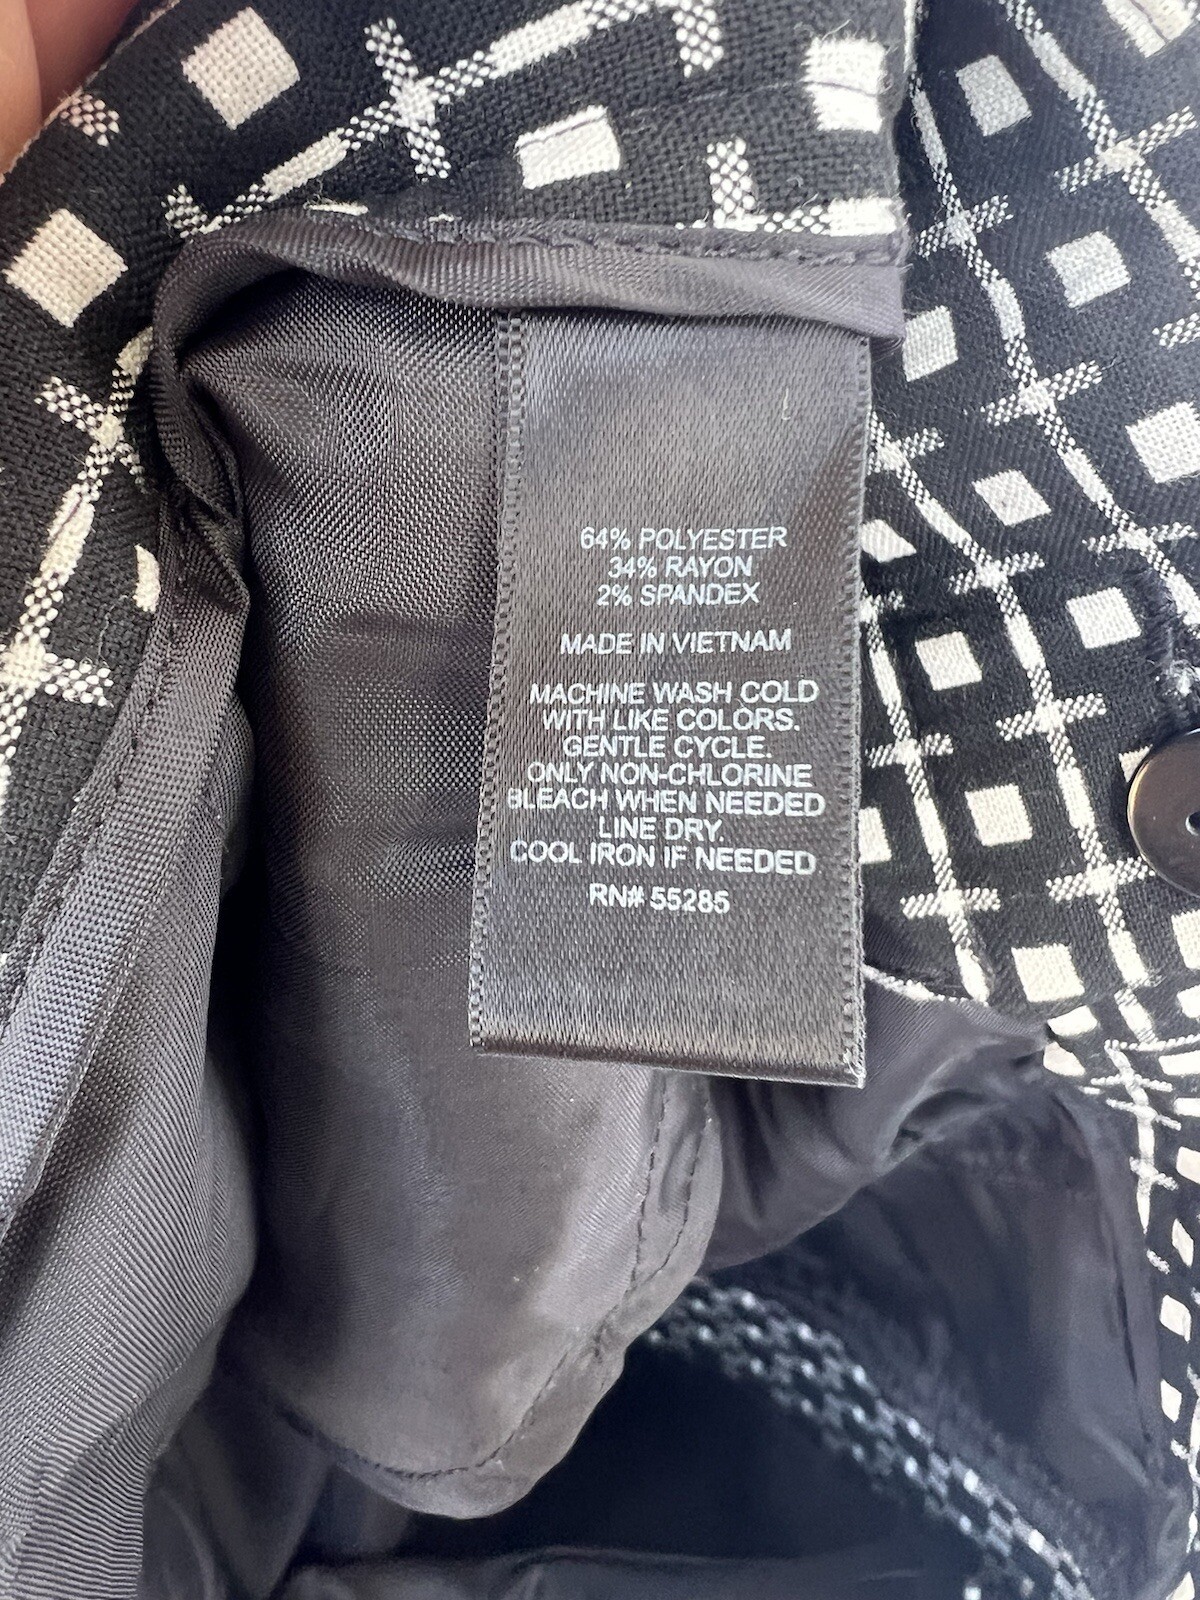 64% POLYESTER
34% RAYON
2% SPANDEX
MADE IN VIETNAM
MACHINE WASH COLD
WITH LIKE COLORS.
GENTLE CYCLE.
ONLY NON-CHLORINE
BLEACH WHEN NEEDED
LINE DRY.
COOL IRON IF NEEDED
RN# 55285